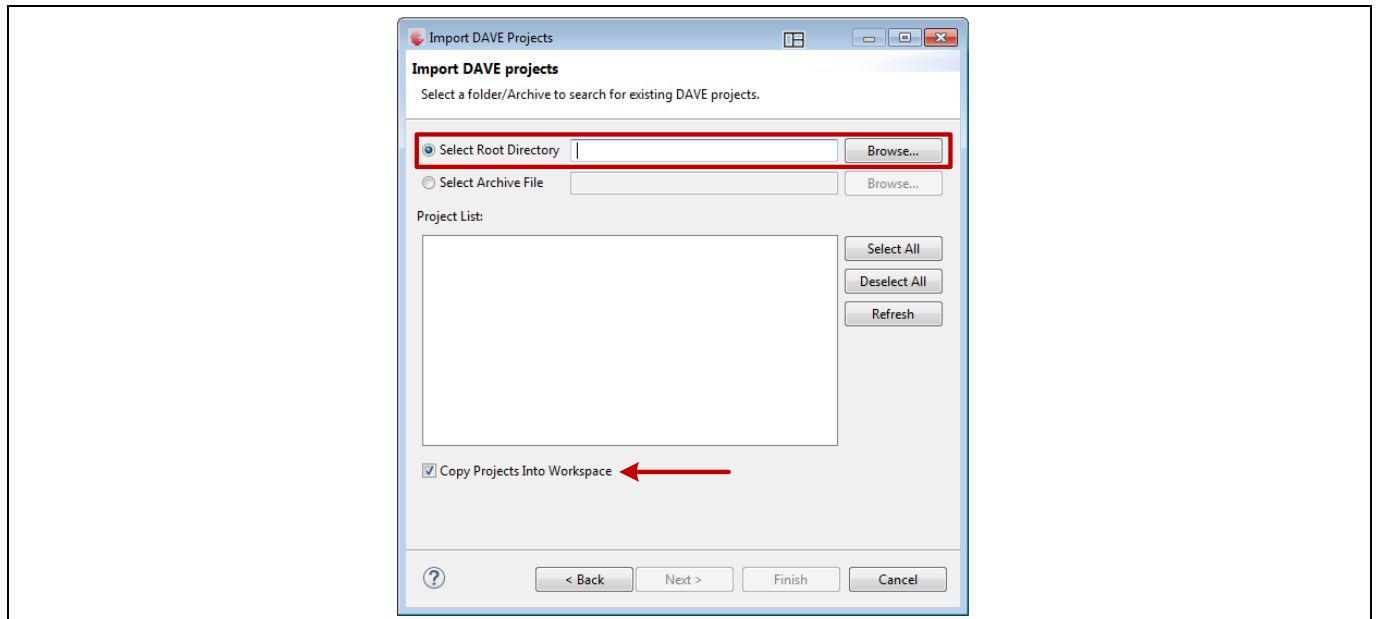 Import DAVE Projects
Import DAVE projects
Select a folder/Archive to search for existing DAVE projects.
Select Root Directory Browse...
Select Archive File Browse...
Project List:
Select All
Deselect All
Refresh
Copy Projects Into Workspace
? < Back Next > Finish Cancel